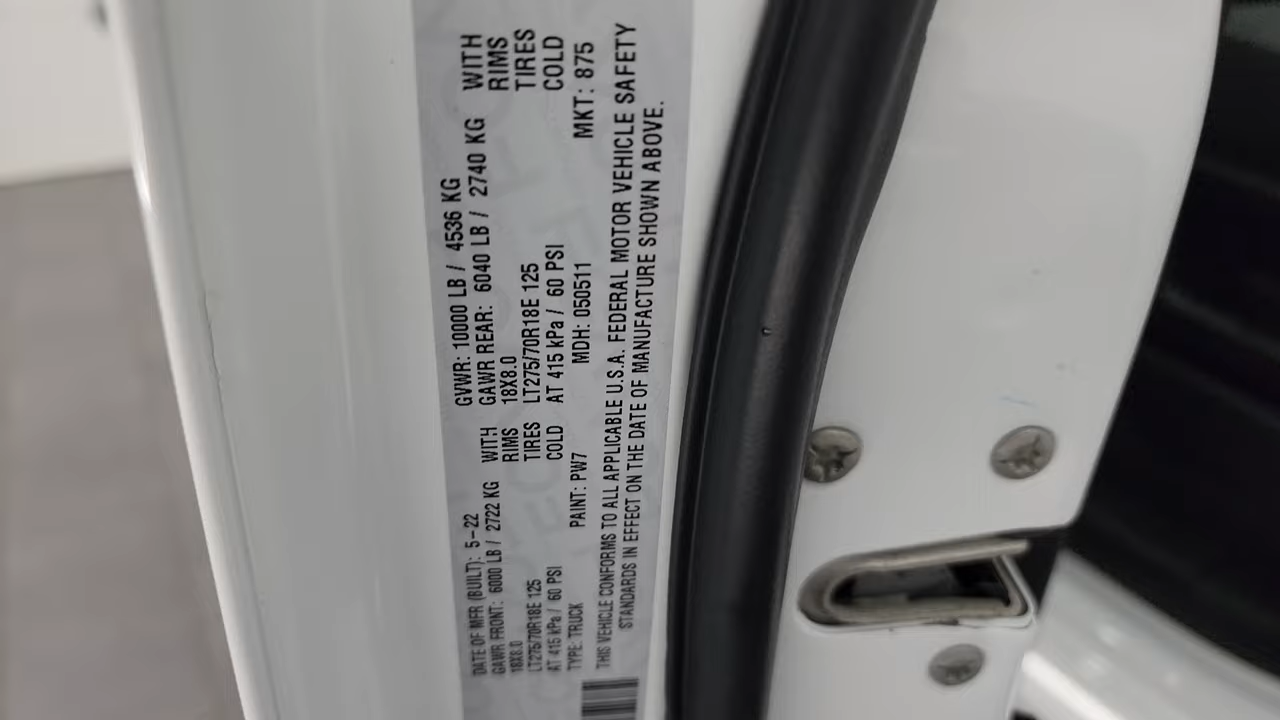 DATE OF MFR (BUILT): 5-22 GVWR: 10000 LB / 4536 KG
GAWR FRONT: 6000 LB / 2722 KG WITH GAWR REAR: 6040 LB / 2740 KG WITH
18X8.0 RIMS 18X8.0 RIMS
LT275/70R18E 125 TIRES LT275/70R18E 125 TIRES
AT 415 kPa / 60 PSI COLD AT 415 kPa / 60 PSI COLD
TYPE: TRUCK PAINT: PW7 MDH: 050511 MKT: 875
THIS VEHICLE CONFORMS TO ALL APPLICABLE U.S.A. FEDERAL MOTOR VEHICLE SAFETY
STANDARDS IN EFFECT ON THE DATE OF MANUFACTURE SHOWN ABOVE.